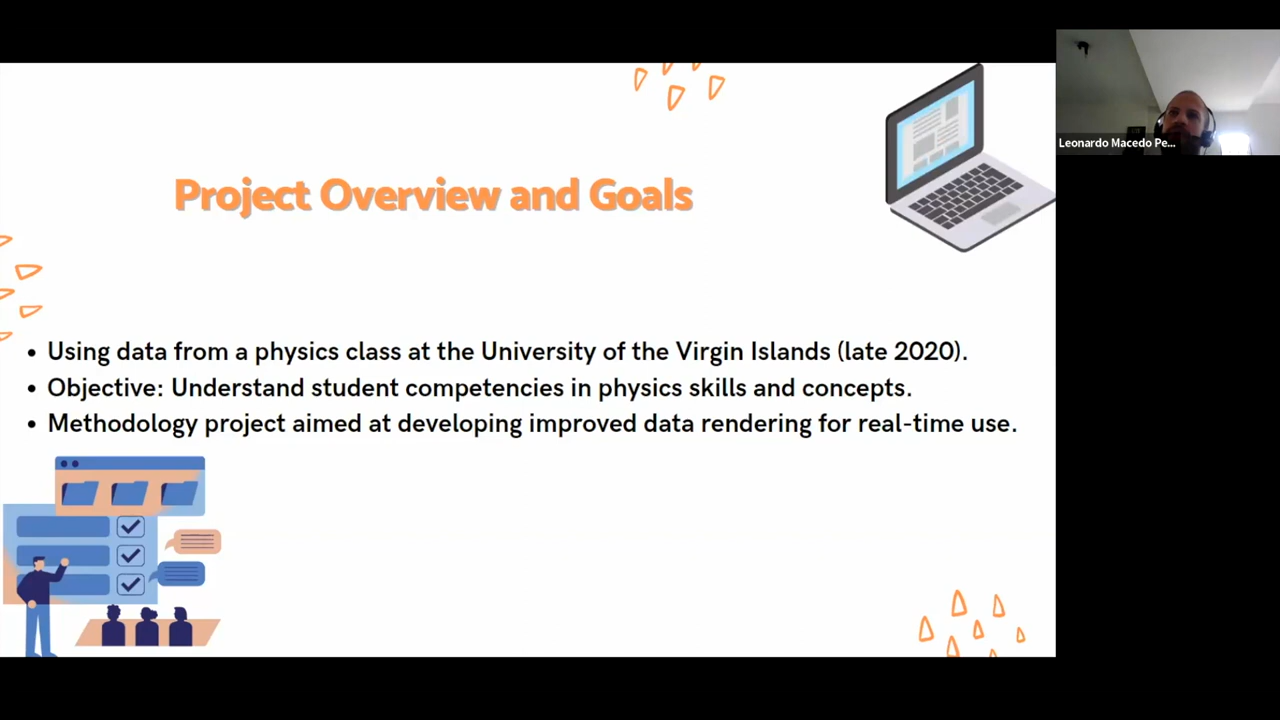 Project Overview and Goals
• Using data from a physics class at the University of the Virgin Islands (late 2020).
• Objective: Understand student competencies in physics skills and concepts.
• Methodology project aimed at developing improved data rendering for real-time use.
Leonardo Macedo Pe...